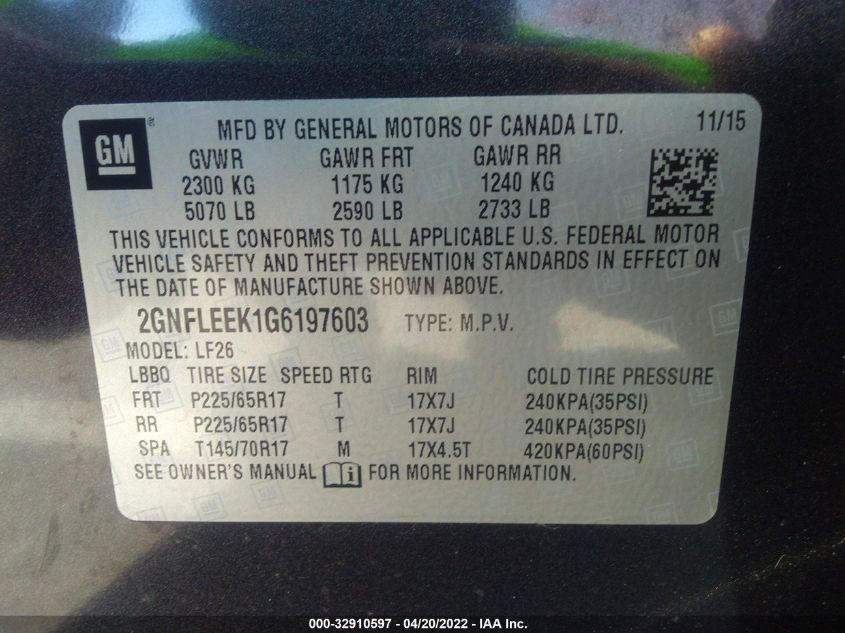 GM ® MFD BY GENERAL MOTORS OF CANADA LTD. 11/15
GVWR GAWR FRT GAWR RR
2300 KG 1175 KG 1240 KG
5070 LB 2590 LB 2733 LB
THIS VEHICLE CONFORMS TO ALL APPLICABLE U.S. FEDERAL MOTOR
VEHICLE SAFETY AND THEFT PREVENTION STANDARDS IN EFFECT ON
THE DATE OF MANUFACTURE SHOWN ABOVE.
2GNFLEEK1G6197603 TYPE: M.P.V.
MODEL: LF26
LBBQ TIRE SIZE SPEED RTG RIM COLD TIRE PRESSURE
FRT P225/65R17 T 17X7J 240KPA(35PSI)
RR P225/65R17 T 17X7J 240KPA(35PSI)
SPA T145/70R17 M 17X4.5T 420KPA(60PSI)
SEE OWNER'S MANUAL i FOR MORE INFORMATION.
000-32910597 - 04/20/2022 - IAA Inc.